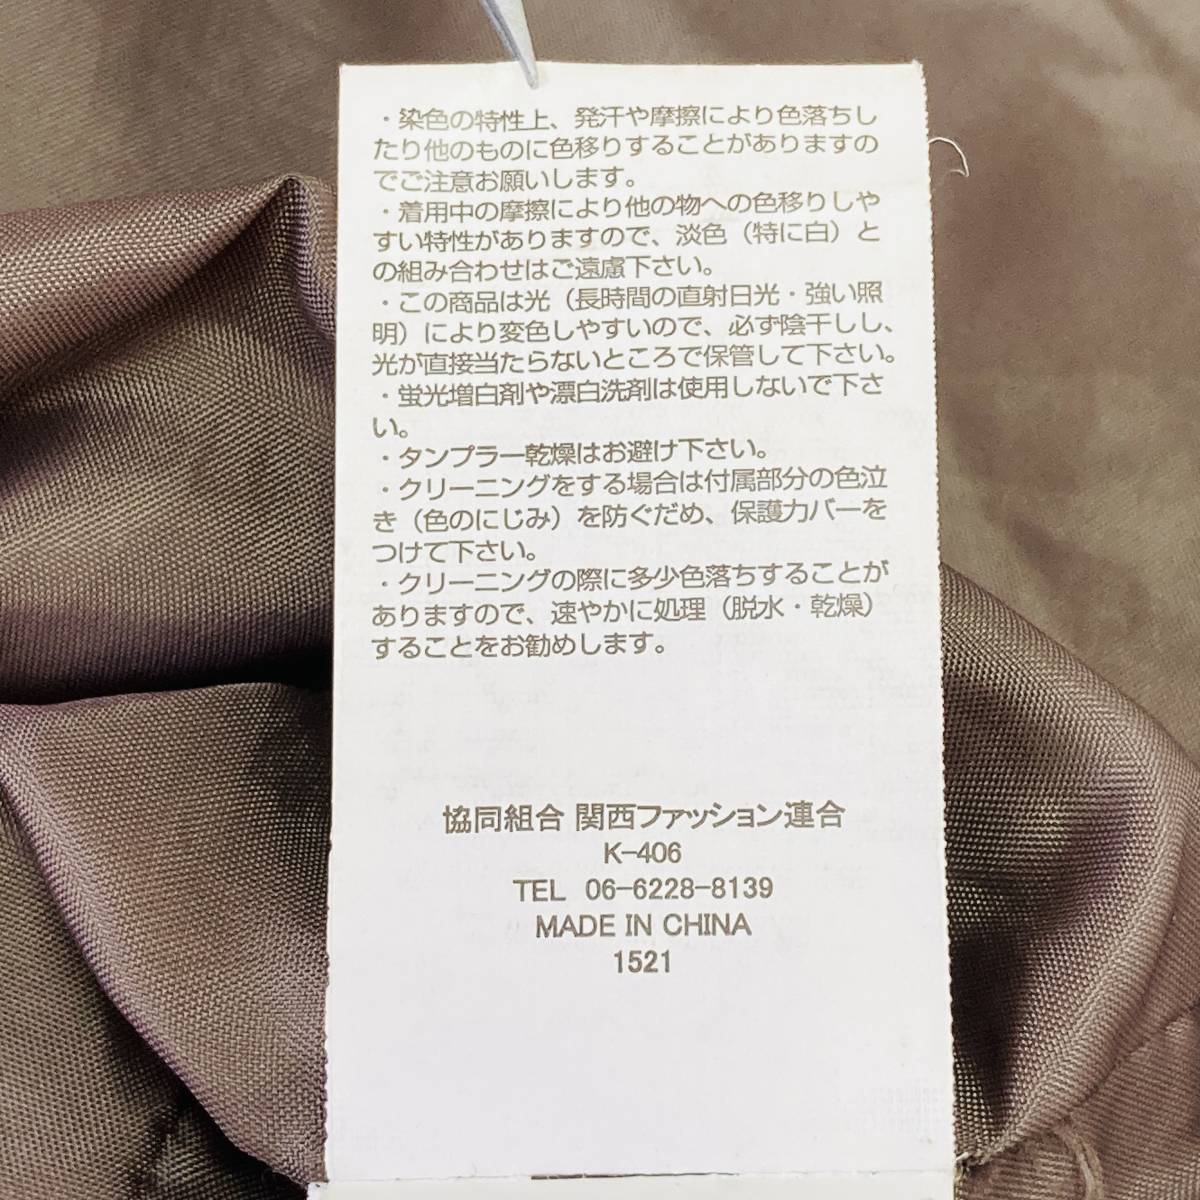 ・染色の特性上、発汗や摩擦により色落ちし
たり他のものに色移りすることがありますの
でご注意お願いします。
・着用中の摩擦により他の物への色移りしや
すい特性がありますので、淡色（特に白）と
の組み合わせはご遠慮下さい。
・この商品は光（長時間の直射日光・強い照
明）により変色しやすいので、必ず陰干しし、
光が直接当たらないところで保管して下さい。
・蛍光増白剤や漂白洗剤は使用しないで下さ
い。
・タンプラー乾燥はお避け下さい。
・クリーニングをする場合は付属部分の色泣
き（色のにじみ）を防ぐだめ、保護カバーを
つけて下さい。
・クリーニングの際に多少色落ちすることが
ありますので、速やかに処理（脱水・乾燥）
することをお勧めします。
協同組合 関西ファッション連合
K-406
TEL 06-6228-8139
MADE IN CHINA
1521